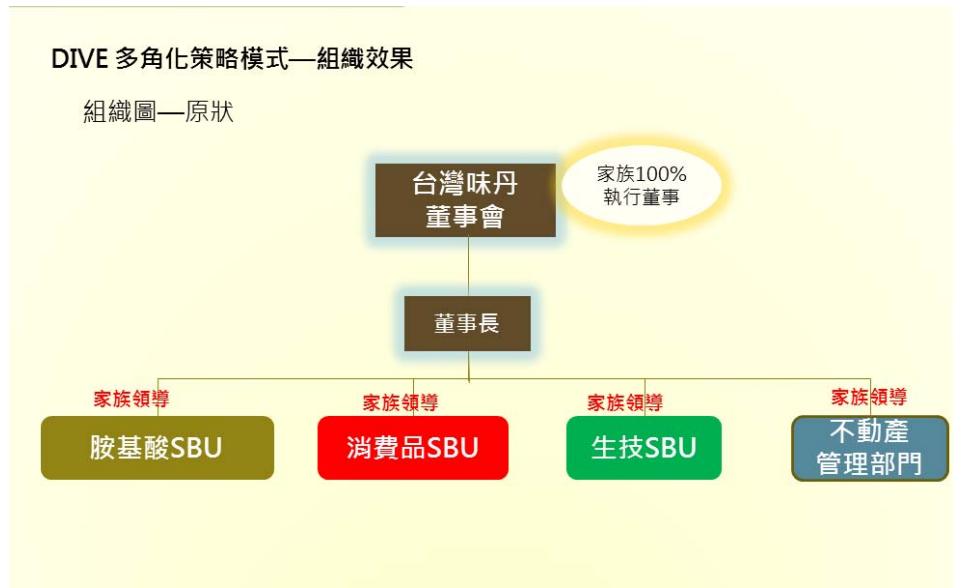 DIVE 多角化策略模式—組織效果
組織圖—原狀
台灣味丹
董事會
家族100%
執行董事
董事長
家族領導
家族領導
家族領導
家族領導
胺基酸SBU
消費品SBU
生技SBU
不動產
管理部門